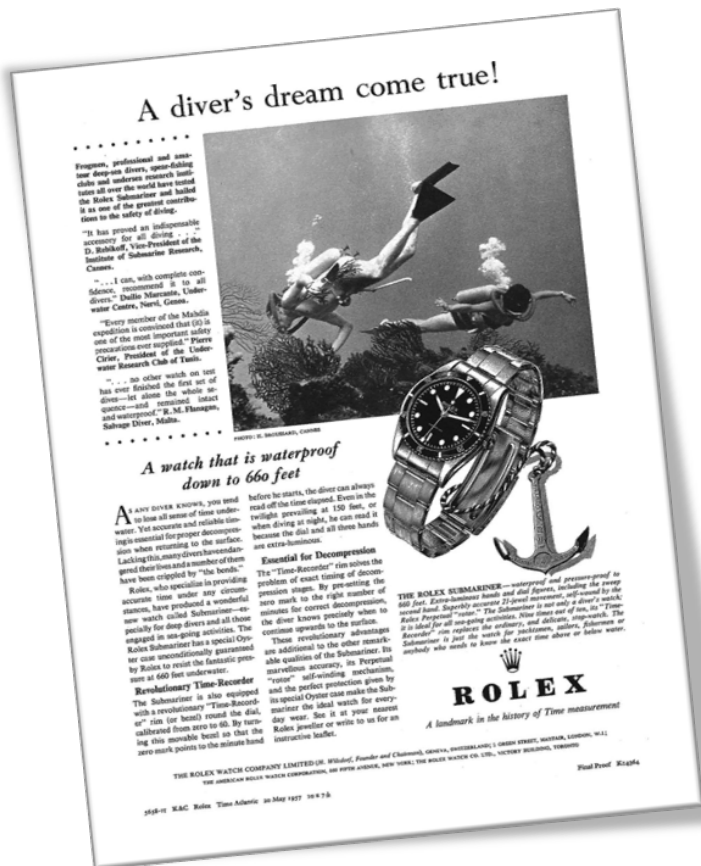 A diver's dream come true!
Frogmen, professional and ama-
teur deep-sea divers, spear-fishing
clubs and undersea research insti-
tutes all over the world have tested
the Rolex Submariner and hailed
it as one of the greatest contribu-
tions to the safety of diving.
"It has proved an indispensable
accessory for all diving . . ."
D. Rebikoff, Vice-President of the
Institute of Submarine Research,
Cannes.
". . . I can, with complete con-
fidence, recommend it to all
divers." Duilio Marcante, Under-
water Centre, Nervi, Genoa.
"Every member of the Mahdia
expedition is convinced that (it) is
one of the most important safety
precautions ever supplied." Pierre
Cirier, President of the Under-
water Research Club of Tunis.
". . . no other watch on test
has ever finished the first set of
dives—let alone the whole se-
quence—and remained intact
and waterproof." R. M. Flanagan,
Salvage Diver, Malta.
PHOTO: H. BROUSSARD, CANNES
A watch that is waterproof
down to 660 feet
AS ANY DIVER KNOWS, you tend
to lose all sense of time under-
water. Yet accurate and reliable tim-
ing is essential for proper decompres-
sion when returning to the surface.
Lacking this, many divers have endan-
gered their lives and a number of them
have been crippled by "the bends."
Rolex, who specialize in providing
accurate time under any circum-
stances, have produced a wonderful
new watch called Submariner—es-
pecially for deep divers and all those
engaged in sea-going activities. The
Rolex Submariner has a special Oys-
ter case unconditionally guaranteed
by Rolex to resist the fantastic pres-
sure at 660 feet underwater.
Revolutionary Time-Recorder
The Submariner is also equipped
with a revolutionary "Time-Record-
er" rim (or bezel) round the dial,
calibrated from zero to 60. By turn-
ing this movable bezel so that the
zero mark points to the minute hand
before he starts, the diver can always
read off the time elapsed. Even in the
twilight prevailing at 150 feet, or
when diving at night, he can read it
because the dial and all three hands
are extra-luminous.
Essential for Decompression
The "Time-Recorder" rim solves the
problem of exact timing of decom-
pression stages. By pre-setting the
zero mark to the right number of
minutes for correct decompression,
the diver knows precisely when to
continue upwards to the surface.
These revolutionary advantages
are additional to the other remark-
able qualities of the Submariner. Its
marvellous accuracy, its Perpetual
"rotor" self-winding mechanism,
and the perfect protection given by
its special Oyster case make the Sub-
mariner the ideal watch for every-
day wear. See it at your nearest
Rolex jeweller or write to us for an
instructive leaflet.
THE ROLEX SUBMARINER—waterproof and pressure-proof to
660 feet. Extra-luminous hands and dial figures, including the sweep
second hand. Superbly accurate 25-jewel movement, self-wound by the
Rolex Perpetual "rotor." The Submariner is not only a diver's watch;
it is ideal for all sea-going activities. Nine times out of ten, its "Time-
Recorder" rim replaces the ordinary, and delicate, stop-watch. The
Submariner is just the watch for yachtsmen, sailors, fishermen or
anybody who needs to know the exact time above or below water.
ROLEX
A landmark in the history of Time measurement
THE ROLEX WATCH COMPANY LIMITED (H. Wilsdorf, Founder and Chairman), GENEVA, SWITZERLAND; 1 GREEN STREET, MAYFAIR, LONDON, W.1;
THE AMERICAN ROLEX WATCH CORPORATION, 580 FIFTH AVENUE, NEW YORK; THE ROLEX WATCH CO. LTD., VICTORY BUILDING, TORONTO
5638-11 K&C Rolex Time Atlantic 20 May 1957 10 x 7⅛
Final Proof K24364